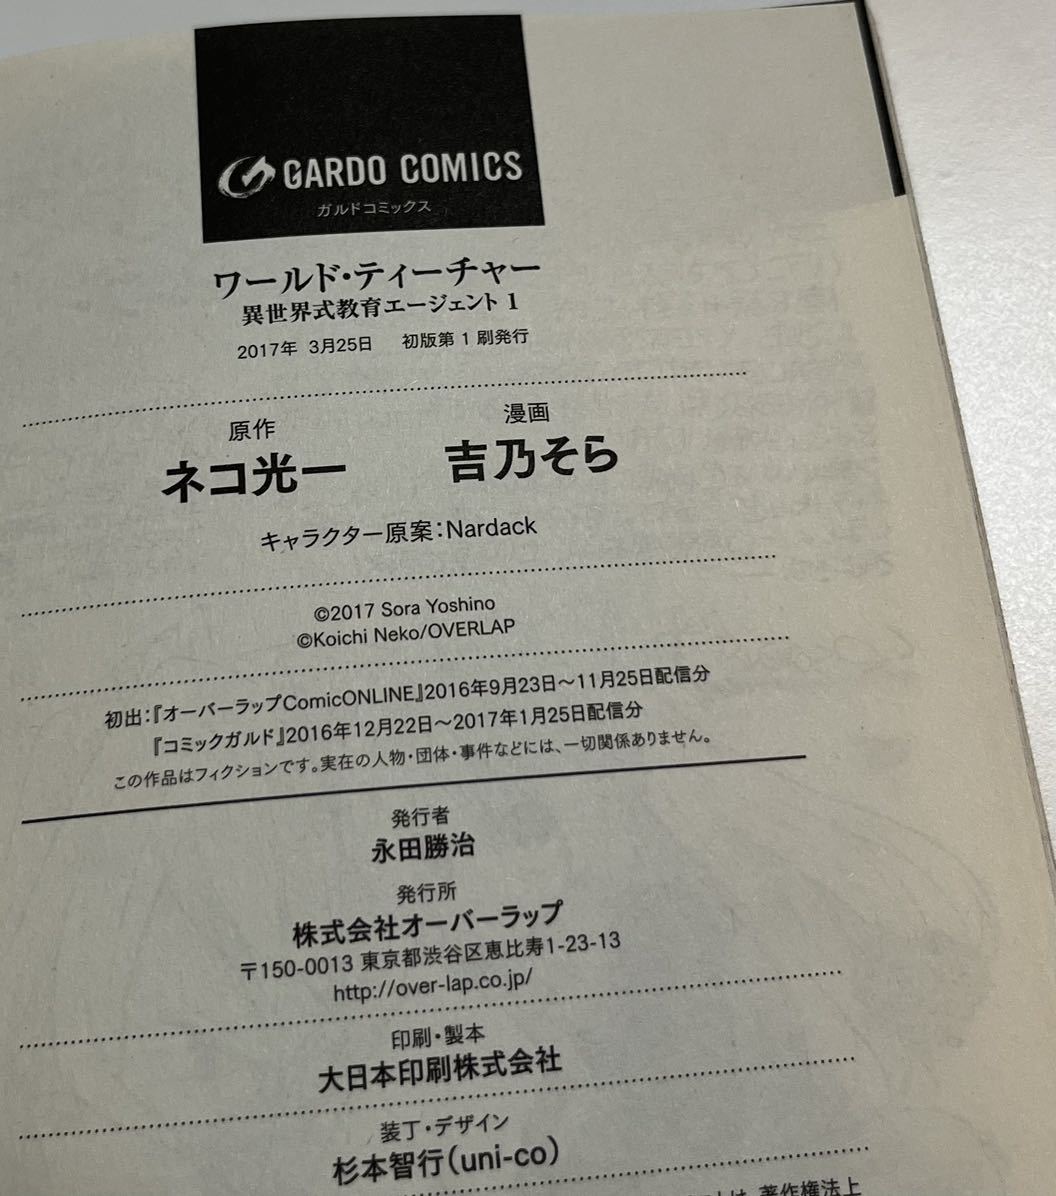 GARDO COMICS
ガルドコミックス
ワールド・ティーチャー
異世界式教育エージェント 1
2017年 3月25日 初版第1刷発行
原作 漫画
ネコ光一 吉乃そら
キャラクター原案：Nardack
©2017 Sora Yoshino
©Koichi Neko/OVERLAP
初出：『オーバーラップComicONLINE』2016年9月23日〜11月25日配信分
『コミックガルド』2016年12月22日〜2017年1月25日配信分
この作品はフィクションです。実在の人物・団体・事件などには、一切関係ありません。
発行者
永田勝治
発行所
株式会社オーバーラップ
〒150-0013 東京都渋谷区恵比寿1-23-13
http://over-lap.co.jp/
印刷・製本
大日本印刷株式会社
装丁・デザイン
杉本智行（uni-co）
は、著作権法上